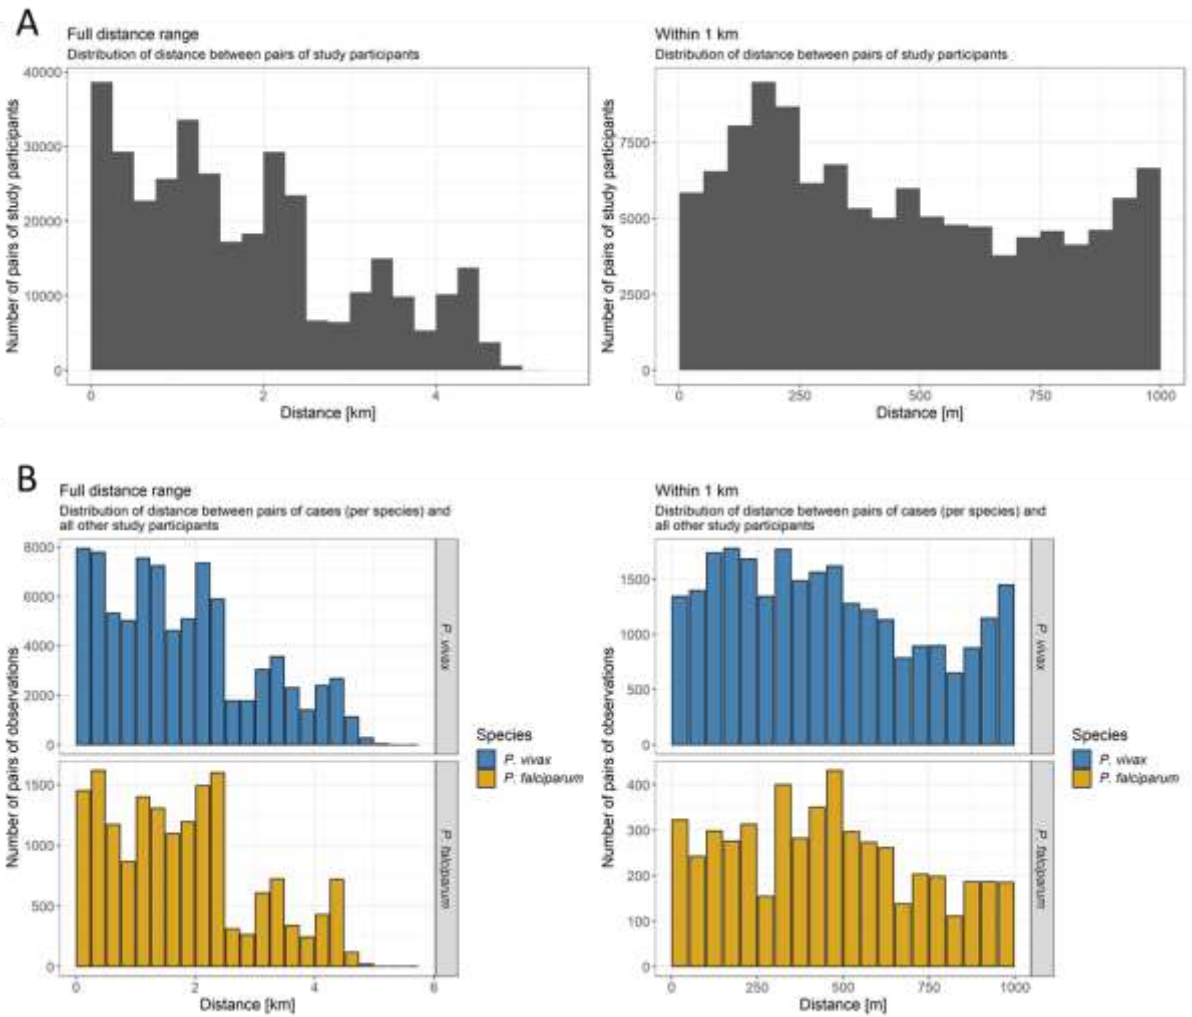 A
Full distance range
Distribution of distance between pairs of study participants
Number of pairs of study participants
40000
30000
20000
10000
0
0 2 4
Distance [km]
Within 1 km
Distribution of distance between pairs of study participants
Number of pairs of study participants
7500
5000
2500
0
0 250 500 750 1000
Distance [m]
B
Full distance range
Distribution of distance between pairs of cases (per species) and
all other study participants
Number of pairs of observations
8000
6000
4000
2000
0
P. vivax
1500
1000
500
0
P. falciparum
0 2 4 6
Distance [km]
Species
P. vivax
P. falciparum
Within 1 km
Distribution of distance between pairs of cases (per species) and
all other study participants
Number of pairs of observations
1500
1000
500
0
P. vivax
400
300
200
100
0
P. falciparum
0 250 500 750 1000
Distance [m]
Species
P. vivax
P. falciparum